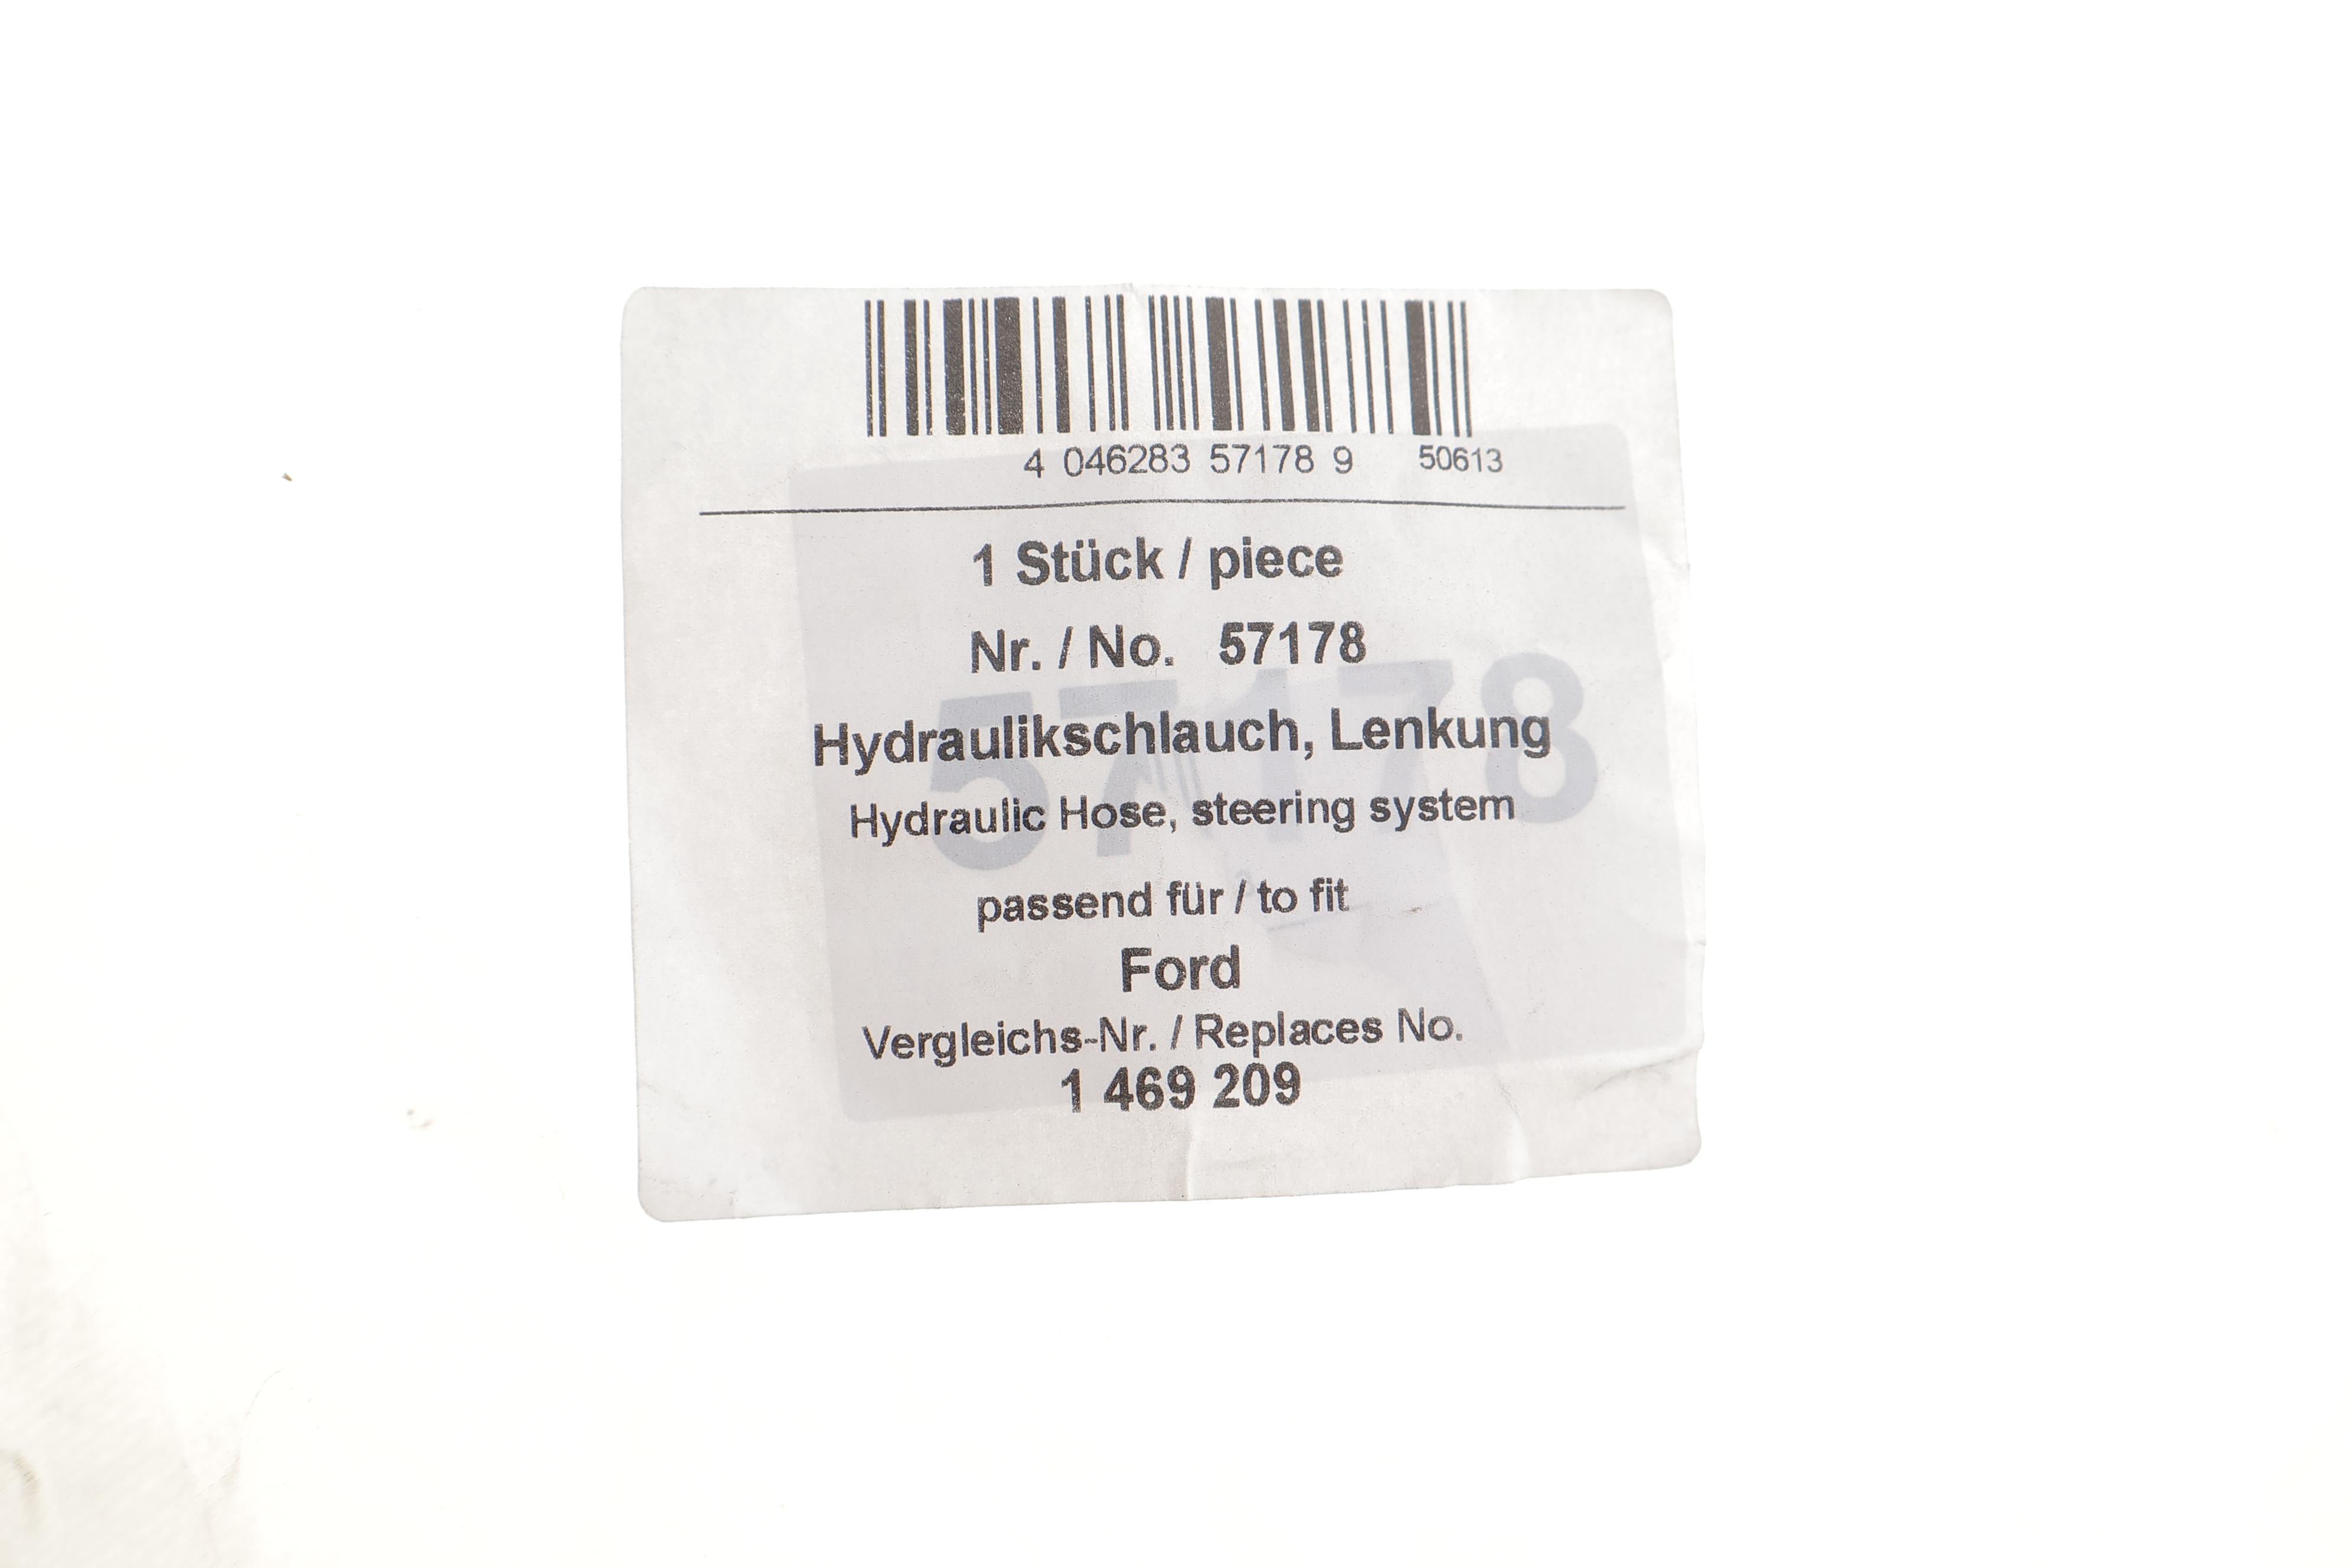 4 046283 57178 9 50613
1 Stück / piece
Nr. / No. 57178
57178
Hydraulikschlauch, Lenkung
Hydraulic Hose, steering system
passend für / to fit
Ford
Vergleichs-Nr. / Replaces No.
1 469 209